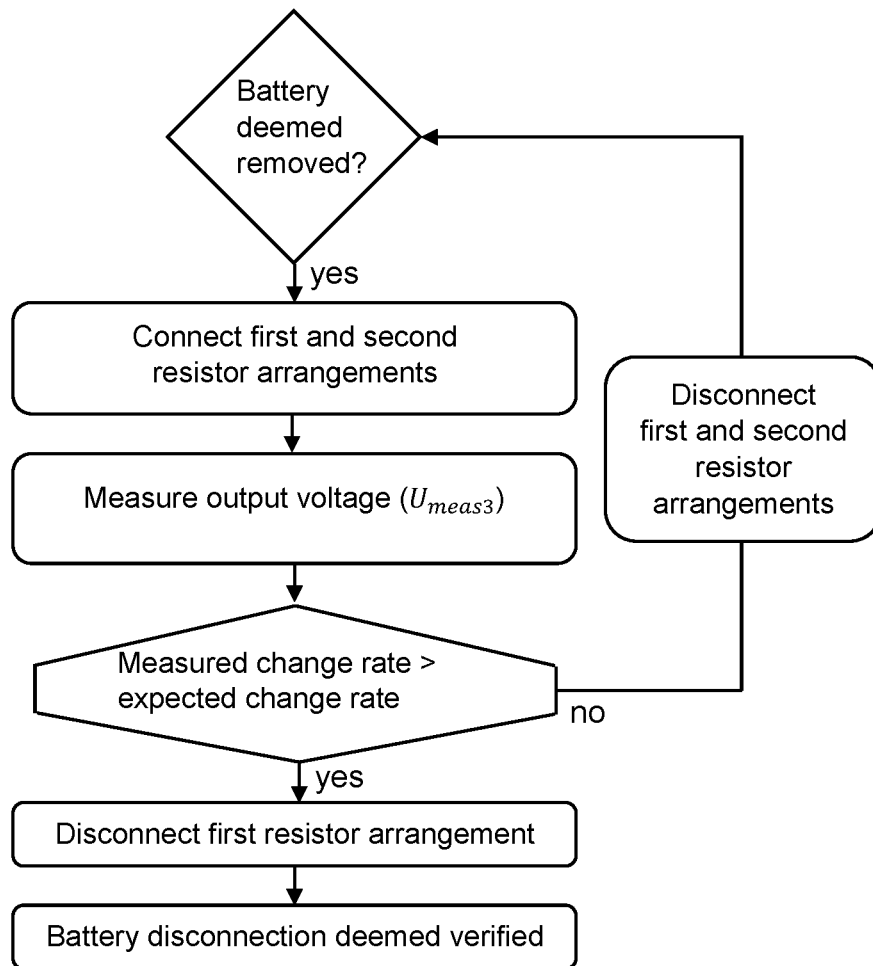 Battery
deemed
removed?
yes
Connect first and second
resistor arrangements
Disconnect
first and second
resistor
arrangements
Measure output voltage (U_meas3)
Measured change rate >
expected change rate
no
yes
Disconnect first resistor arrangement
Battery disconnection deemed verified